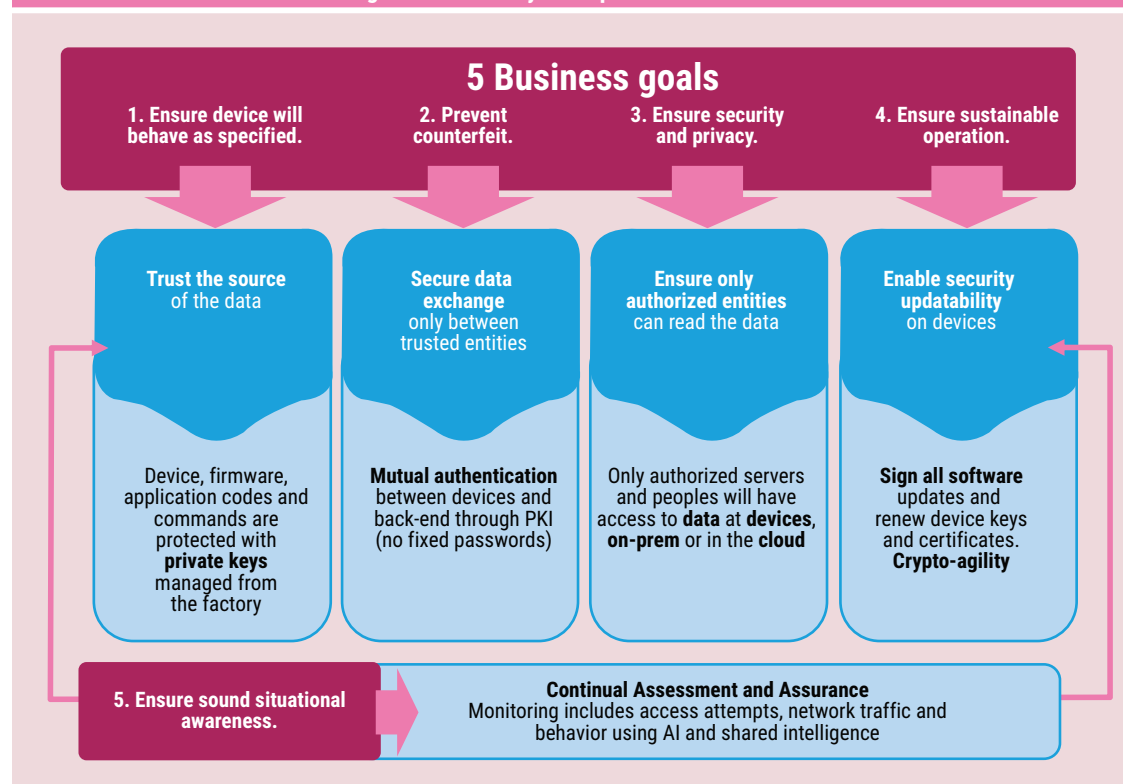 5 Business goals
1. Ensure device will
behave as specified.
2. Prevent
counterfeit.
3. Ensure security
and privacy.
4. Ensure sustainable
operation.
Trust the source
of the data
Secure data
exchange
only between
trusted entities
Ensure only
authorized entities
can read the data
Enable security
updatability
on devices
Device, firmware,
application codes and
commands are
protected with
private keys
managed from
the factory
Mutual authentication
between devices and
back-end through PKI
(no fixed passwords)
Only authorized servers
and peoples will have
access to data at devices,
on-prem or in the cloud
Sign all software
updates and
renew device keys
and certificates.
Crypto-agility
5. Ensure sound situational
awareness.
Continual Assessment and Assurance
Monitoring includes access attempts, network traffic and
behavior using AI and shared intelligence